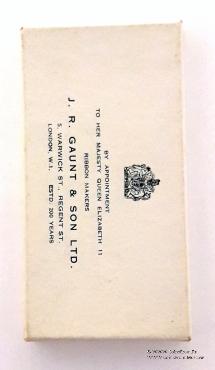 BY APPOINTMENT
TO HER MAJESTY QUEEN ELIZABETH 11
RIBBON MAKERS
J. R. GAUNT & SON LTD.
5, WARWICK ST., REGENT ST.
LONDON, W.1. ESTD. 200 YEARS